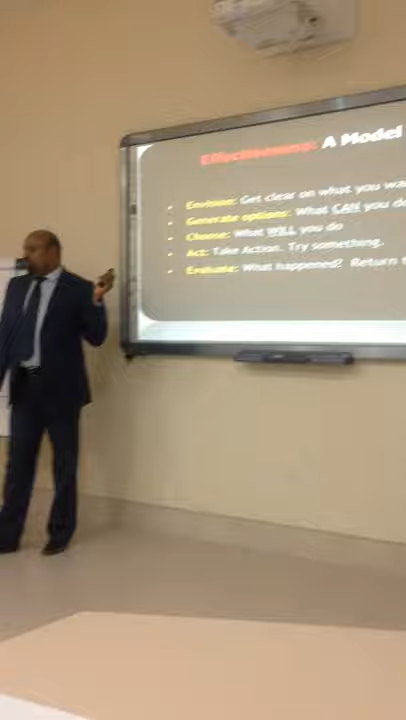 Effectiveness: A Model
Envision: Get clear on what you wa
Generate options: What CAN you do
Choose: What WILL you do
Act: Take Action. Try something.
Evaluate: What happened? Return